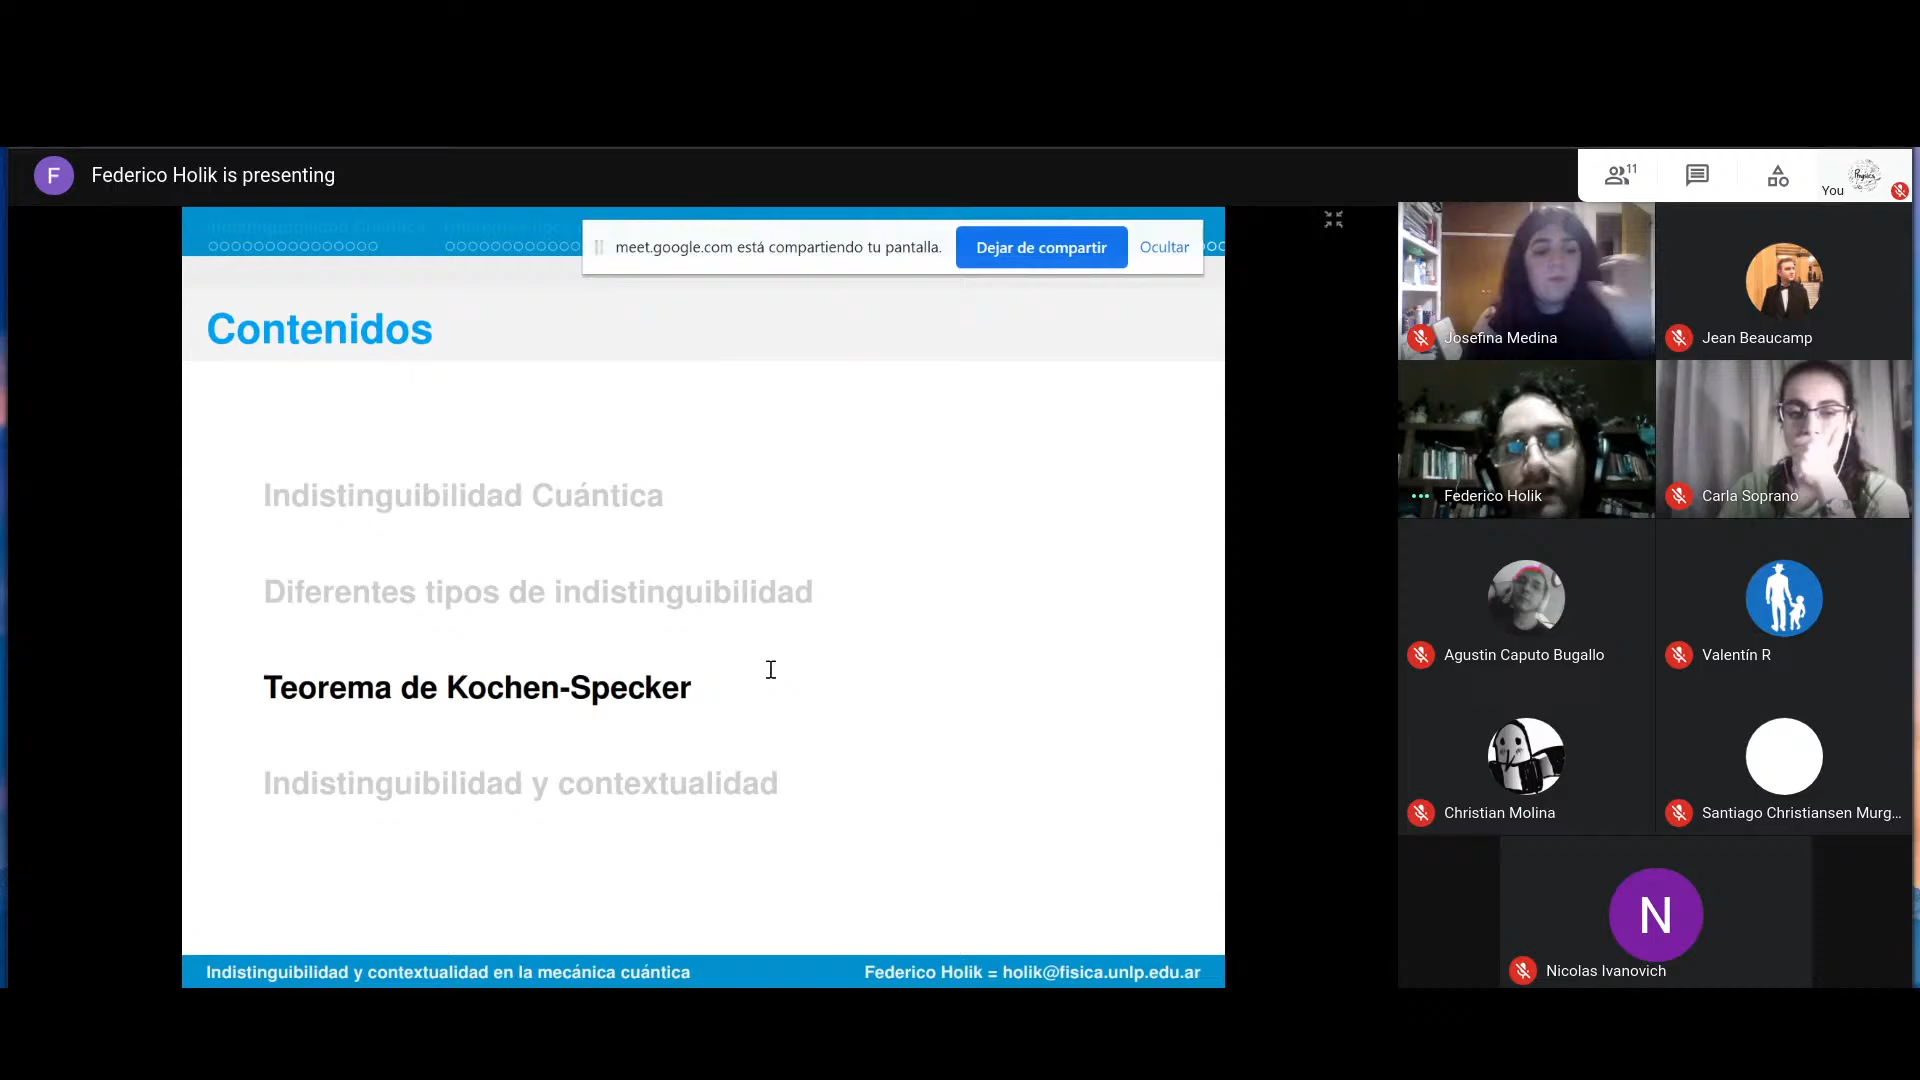 F
Federico Holik is presenting
11
You
Physics
meet.google.com está compartiendo tu pantalla.
Dejar de compartir
Ocultar
Contenidos
Indistinguibilidad Cuántica
Diferentes tipos de indistinguibilidad
Teorema de Kochen-Specker
Indistinguibilidad y contextualidad
Indistinguibilidad y contextualidad en la mecánica cuántica
Federico Holik = holik@fisica.unlp.edu.ar
Josefina Medina
Jean Beaucamp
Federico Holik
Carla Soprano
Agustin Caputo Bugallo
Valentín R
Christian Molina
Santiago Christiansen Murg...
N
Nicolas Ivanovich